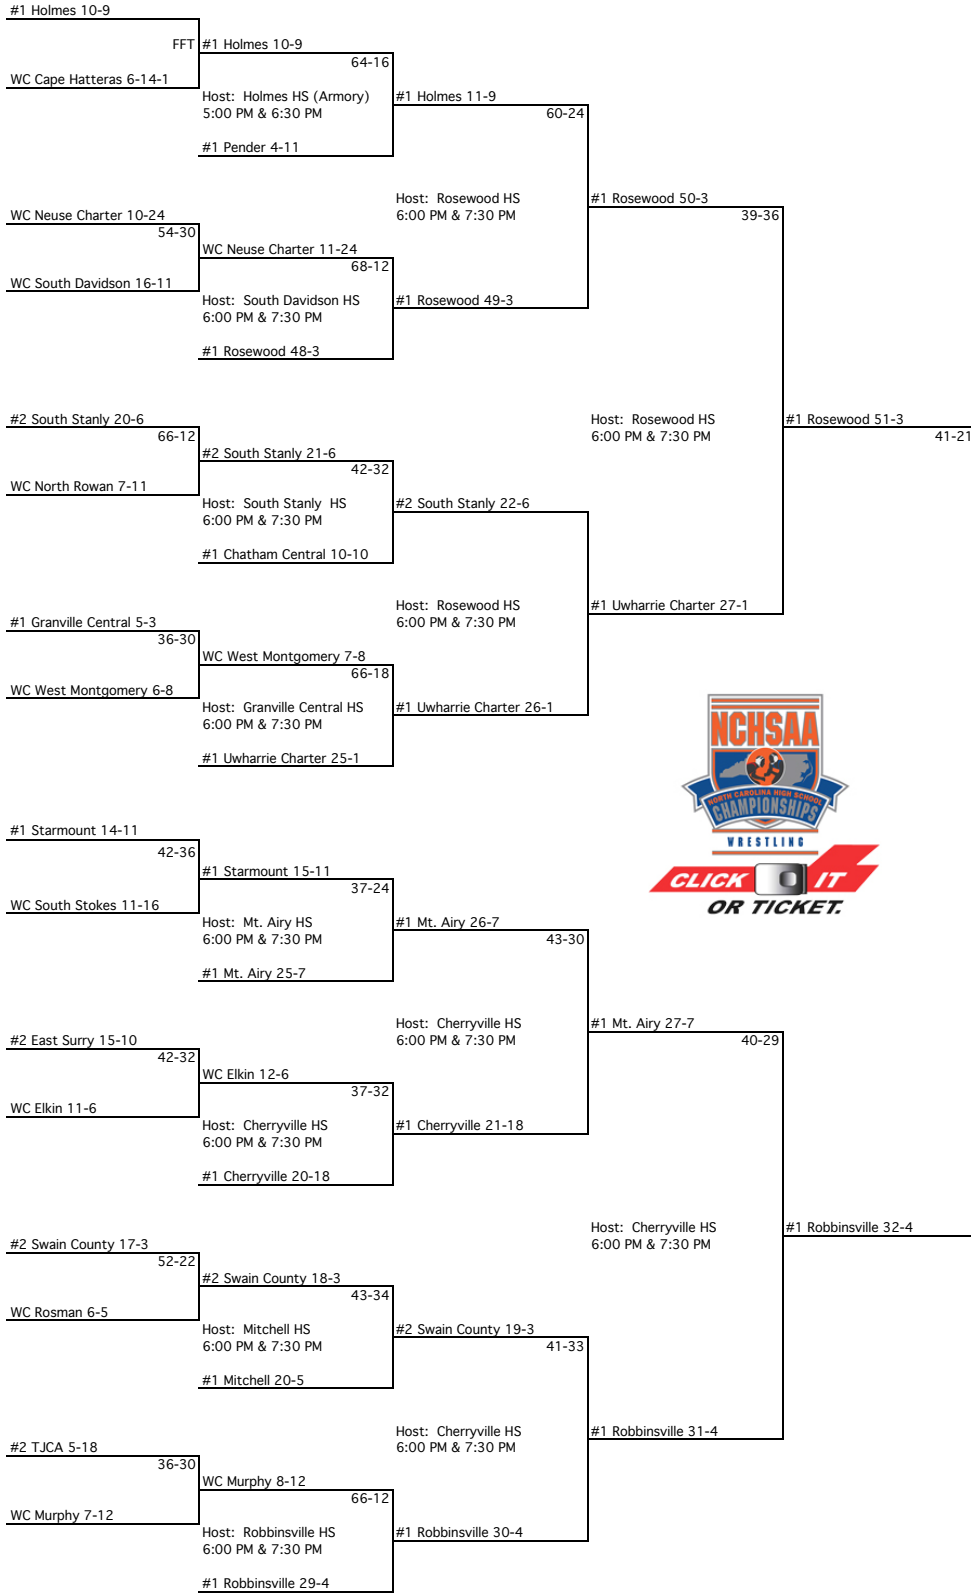 #1 Holmes 10-9
FFT
#1 Holmes 10-9
64-16
WC Cape Hatteras 6-14-1
Host:  Holmes HS (Armory)
5:00 PM & 6:30 PM
#1 Holmes 11-9
60-24
#1 Pender 4-11
Host:  Rosewood HS
6:00 PM & 7:30 PM
#1 Rosewood 50-3
39-36
WC Neuse Charter 10-24
54-30
WC Neuse Charter 11-24
68-12
WC South Davidson 16-11
Host:  South Davidson HS
6:00 PM & 7:30 PM
#1 Rosewood 49-3
#1 Rosewood 48-3
#2 South Stanly 20-6
66-12
Host:  Rosewood HS
6:00 PM & 7:30 PM
#1 Rosewood 51-3
41-21
#2 South Stanly 21-6
42-32
WC North Rowan 7-11
Host:  South Stanly  HS
6:00 PM & 7:30 PM
#2 South Stanly 22-6
#1 Chatham Central 10-10
Host:  Rosewood HS
6:00 PM & 7:30 PM
#1 Uwharrie Charter 27-1
#1 Granville Central 5-3
36-30
WC West Montgomery 7-8
66-18
WC West Montgomery 6-8
Host:  Granville Central HS
6:00 PM & 7:30 PM
#1 Uwharrie Charter 26-1
#1 Uwharrie Charter 25-1
NCHSAA
NORTH CAROLINA HIGH SCHOOL
CHAMPIONSHIPS
WRESTLING
CLICK IT
OR TICKET.
#1 Starmount 14-11
42-36
#1 Starmount 15-11
37-24
WC South Stokes 11-16
Host:  Mt. Airy HS
6:00 PM & 7:30 PM
#1 Mt. Airy 26-7
43-30
#1 Mt. Airy 25-7
Host:  Cherryville HS
6:00 PM & 7:30 PM
#1 Mt. Airy 27-7
40-29
#2 East Surry 15-10
42-32
WC Elkin 12-6
37-32
WC Elkin 11-6
Host:  Cherryville HS
6:00 PM & 7:30 PM
#1 Cherryville 21-18
#1 Cherryville 20-18
Host:  Cherryville HS
6:00 PM & 7:30 PM
#1 Robbinsville 32-4
#2 Swain County 17-3
52-22
#2 Swain County 18-3
43-34
WC Rosman 6-5
Host:  Mitchell HS
6:00 PM & 7:30 PM
#2 Swain County 19-3
41-33
#1 Mitchell 20-5
Host:  Cherryville HS
6:00 PM & 7:30 PM
#1 Robbinsville 31-4
#2 TJCA 5-18
36-30
WC Murphy 8-12
66-12
WC Murphy 7-12
Host:  Robbinsville HS
6:00 PM & 7:30 PM
#1 Robbinsville 30-4
#1 Robbinsville 29-4